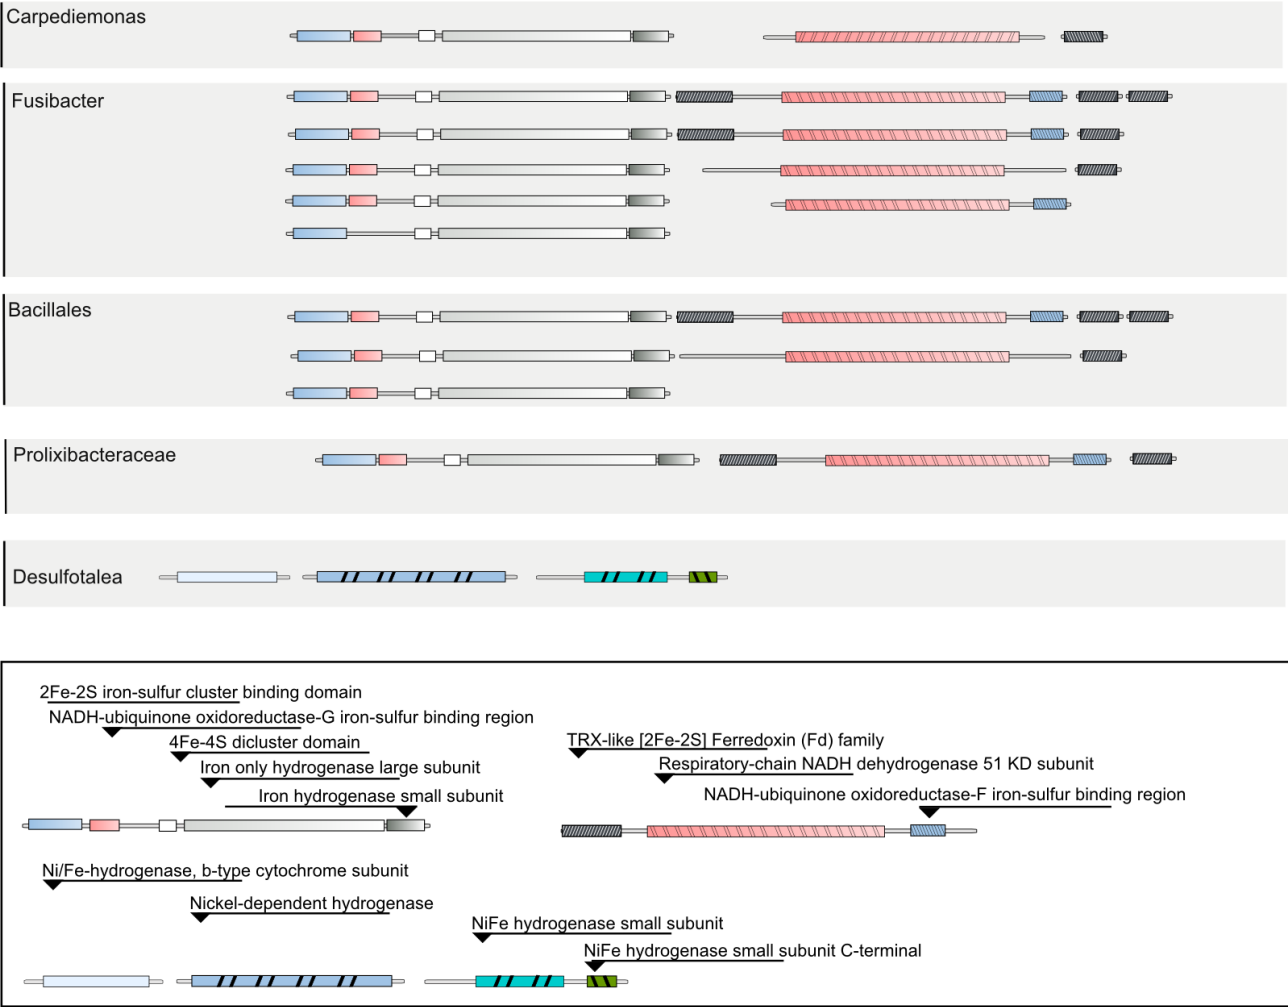 Carpediemonas
Fusibacter
Bacillales
Prolixibacteraceae
Desulfotalea
2Fe-2S iron-sulfur cluster binding domain
NADH-ubiquinone oxidoreductase-G iron-sulfur binding region
4Fe-4S dicluster domain
Iron only hydrogenase large subunit
Iron hydrogenase small subunit
TRX-like [2Fe-2S] Ferredoxin (Fd) family
Respiratory-chain NADH dehydrogenase 51 KD subunit
NADH-ubiquinone oxidoreductase-F iron-sulfur binding region
Ni/Fe-hydrogenase, b-type cytochrome subunit
Nickel-dependent hydrogenase
NiFe hydrogenase small subunit
NiFe hydrogenase small subunit C-terminal